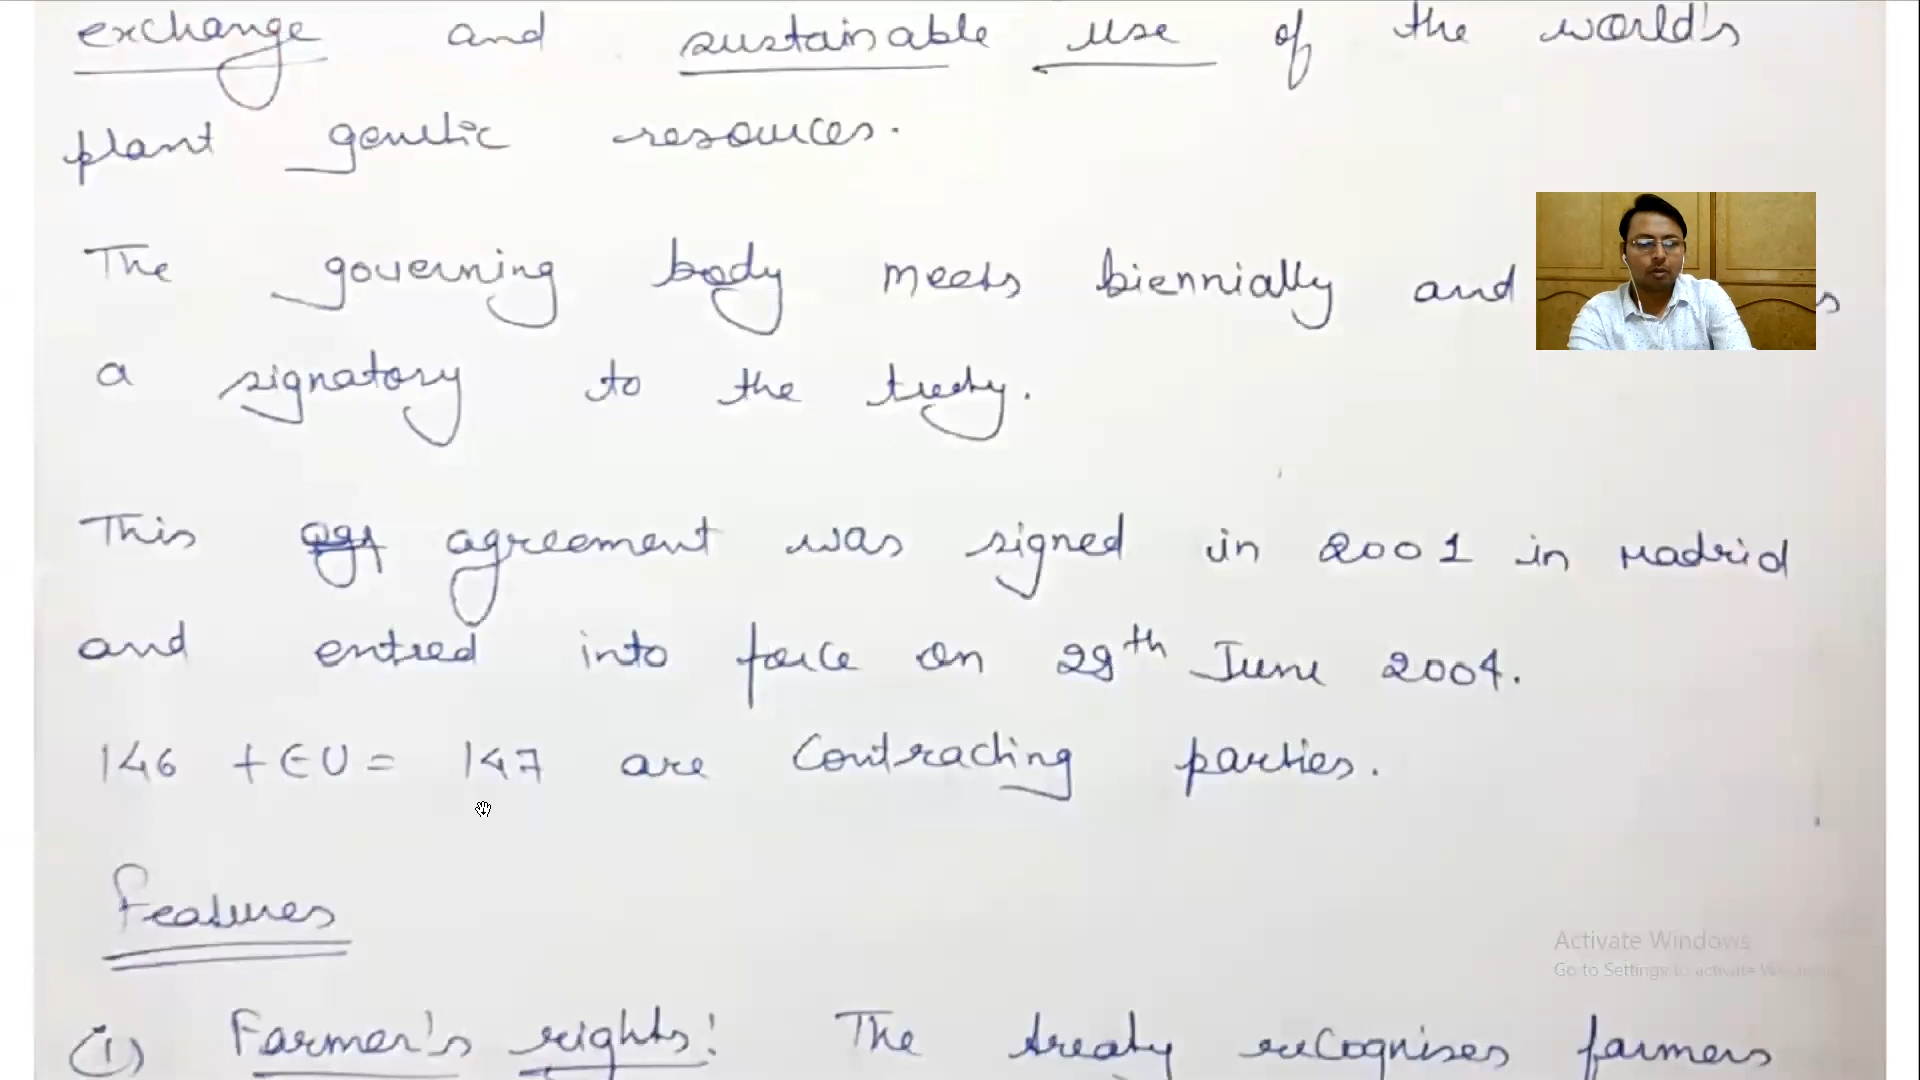 exchange and sustainable use of the world's
plant genetic resources.
The governing body meets biennially and s
a signatory to the treaty.
This agreement was signed in 2001 in Madrid
and entred into force on 29th June 2004.
146 + EU = 147 are Contracting parties.
Features
(1) Farmer's rights: The treaty recognises farmers
Activate Windows
Go to Settings to activate Windows.